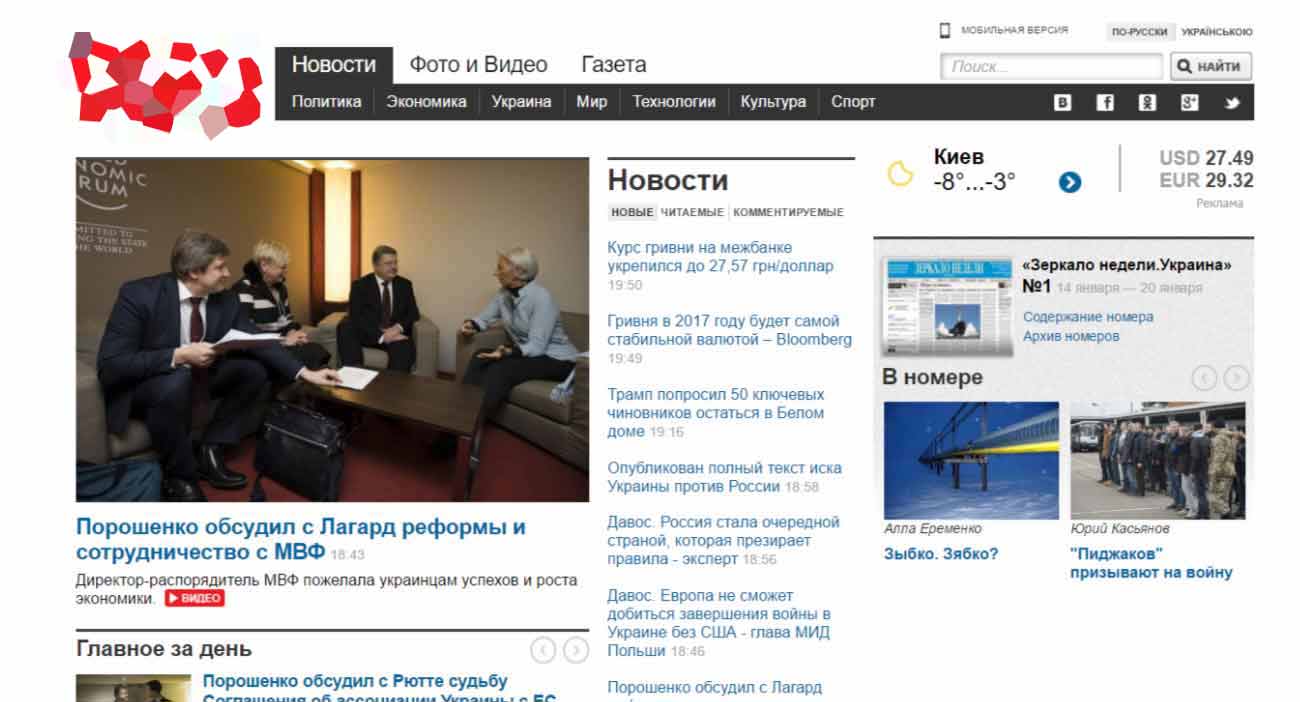 МОБИЛЬНАЯ ВЕРСИЯ
ПО-РУССКИ УКРАЇНСЬКОЮ
Новости Фото и Видео Газета
Поиск... НАЙТИ
Политика Экономика Украина Мир Технологии Культура Спорт
NOMIC
RUM
MITTED TO
NG THE STATE
HE WORLD
Порошенко обсудил с Лагард реформы и
сотрудничество с МВФ 18:43
Директор-распорядитель МВФ пожелала украинцам успехов и роста
экономики. ВИДЕО
Главное за день
Порошенко обсудил с Рютте судьбу
Соглашения об ассоциации Украины с ЕС
Новости
НОВЫЕ ЧИТАЕМЫЕ КОММЕНТИРУЕМЫЕ
Курс гривни на межбанке
укрепился до 27,57 грн/доллар
19:50
Гривня в 2017 году будет самой
стабильной валютой – Bloomberg
19:49
Трамп попросил 50 ключевых
чиновников остаться в Белом
доме 19:16
Опубликован полный текст иска
Украины против России 18:58
Давос. Россия стала очередной
страной, которая презирает
правила - эксперт 18:56
Давос. Европа не сможет
добиться завершения войны в
Украине без США - глава МИД
Польши 18:46
Порошенко обсудил с Лагард
Киев
-8°...-3°
USD 27.49
EUR 29.32
Реклама
ЗЕРКАЛО НЕДЕЛИ
«Зеркало недели.Украина»
№1 14 января — 20 января
Содержание номера
Архив номеров
В номере
Алла Еременко
Зыбко. Зябко?
Юрий Касьянов
"Пиджаков"
призывают на войну